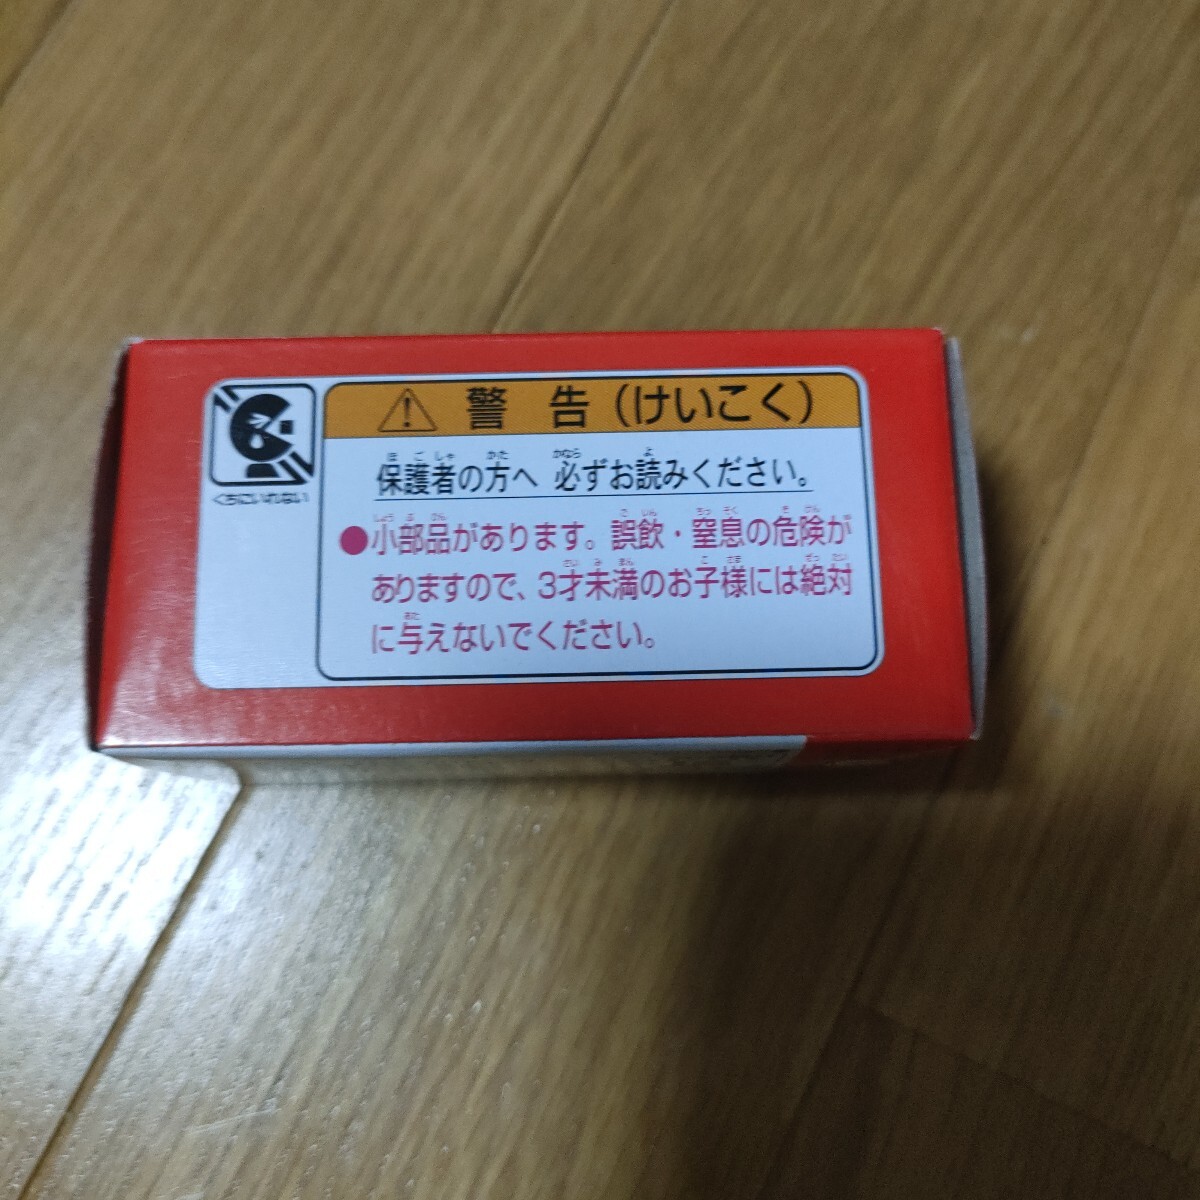 警 告（けいこく）
保護者の方へ 必ずお読みください。
●小部品があります。誤飲・窒息の危険が
ありますので、3才未満のお子様には絶対
に与えないでください。
くちにいれない